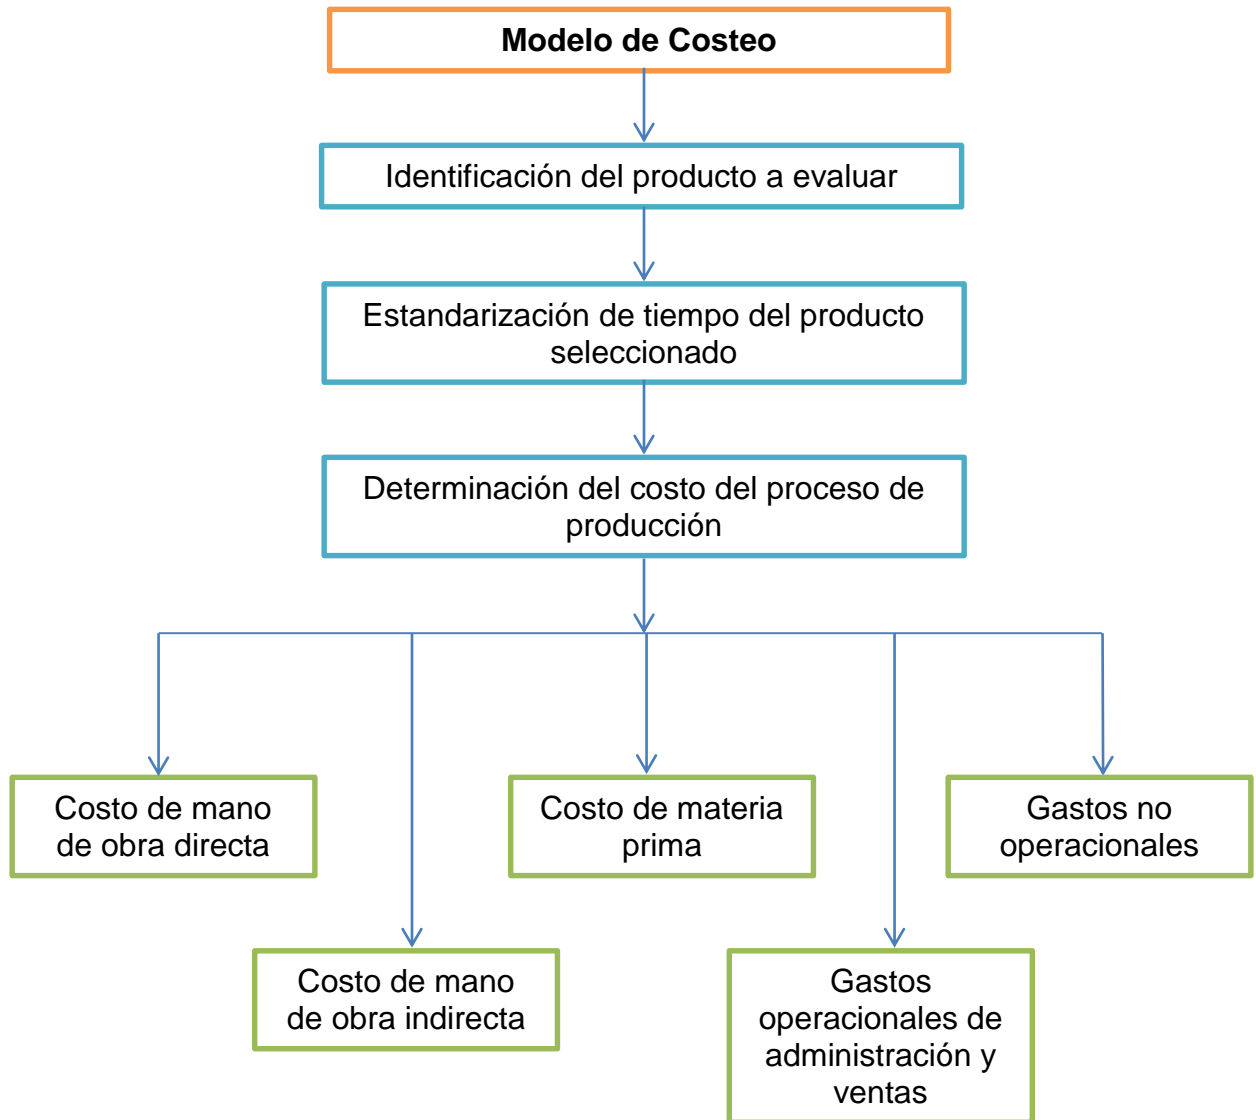 Modelo de Costeo
Identificación del producto a evaluar
Estandarización de tiempo del producto
seleccionado
Determinación del costo del proceso de
producción
Costo de mano
de obra directa
Costo de materia
prima
Gastos no
operacionales
Costo de mano
de obra indirecta
Gastos
operacionales de
administración y
ventas